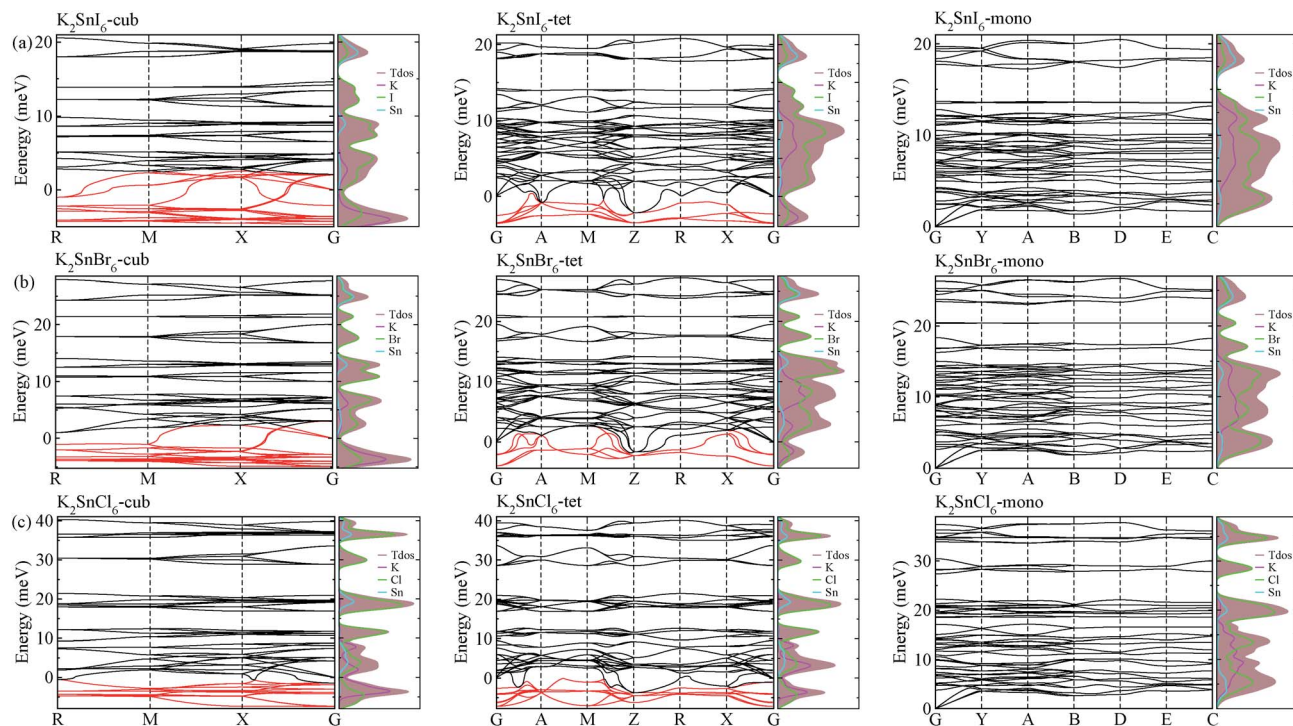 K2SnI6-cub
K2SnI6-tet
K2SnI6-mono
(a)
20
10
0
Eenergy (meV)
Tdos
K
I
Sn
R M X G
20
10
0
Energy (meV)
Tdos
K
I
Sn
G A M Z R X G
20
10
0
Energy (meV)
Tdos
K
I
Sn
G Y A B D E C
K2SnBr6-cub
K2SnBr6-tet
K2SnBr6-mono
(b)
20
10
0
Energy (meV)
Tdos
K
Br
Sn
R M X G
20
10
0
Energy (meV)
Tdos
K
Br
Sn
G A M Z R X G
20
10
0
Energy (meV)
Tdos
K
Br
Sn
G Y A B D E C
K2SnCl6-cub
K2SnCl6-tet
K2SnCl6-mono
(c)
40
30
20
10
0
Energy (meV)
Tdos
K
Cl
Sn
R M X G
40
30
20
10
0
Energy (meV)
Tdos
K
Cl
Sn
G A M Z R X G
30
20
10
0
Energy (meV)
Tdos
K
Cl
Sn
G Y A B D E C